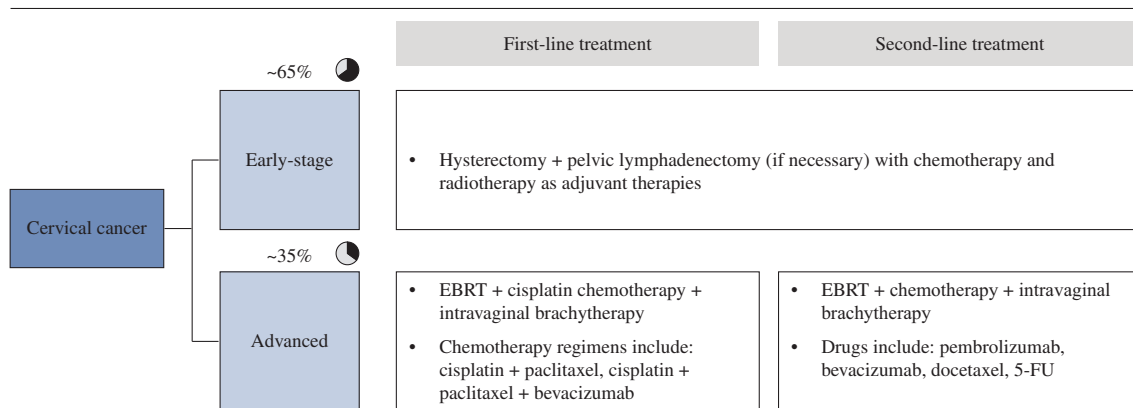 First-line treatment
Second-line treatment
~65%
Early-stage
• Hysterectomy + pelvic lymphadenectomy (if necessary) with chemotherapy and
radiotherapy as adjuvant therapies
Cervical cancer
~35%
Advanced
• EBRT + cisplatin chemotherapy +
intravaginal brachytherapy
• Chemotherapy regimens include:
cisplatin + paclitaxel, cisplatin +
paclitaxel + bevacizumab
• EBRT + chemotherapy + intravaginal
brachytherapy
• Drugs include: pembrolizumab,
bevacizumab, docetaxel, 5-FU